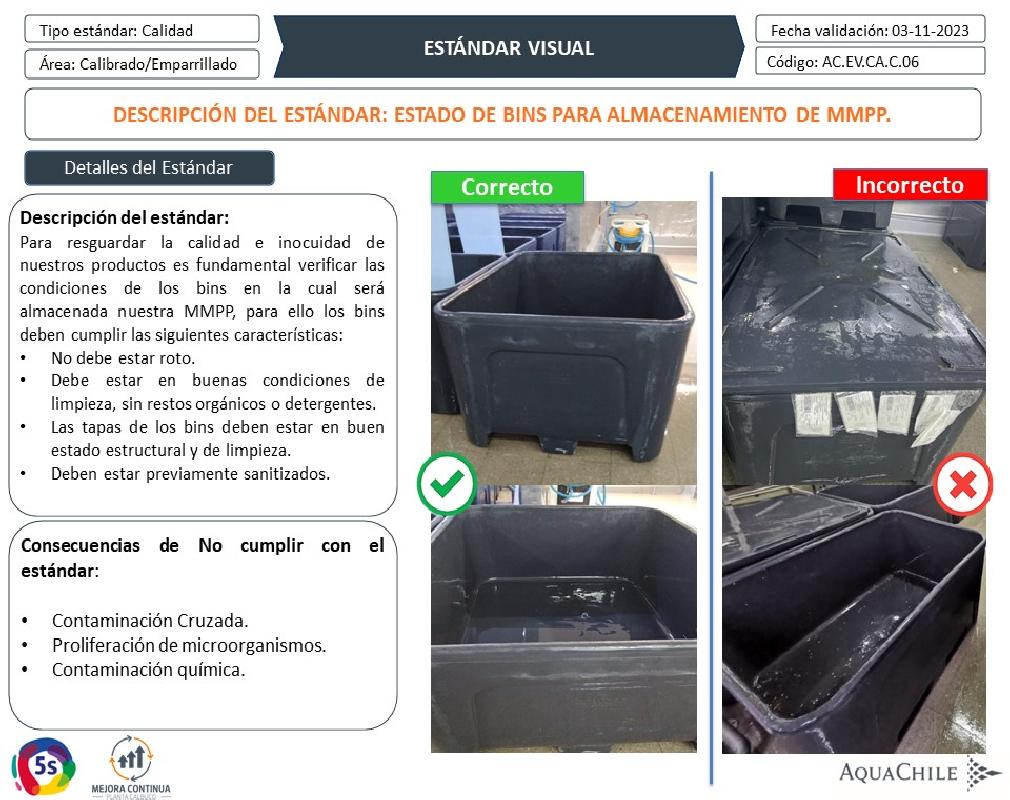 Tipo estándar: Calidad
Área: Calibrado/Emparrillado
ESTÁNDAR VISUAL
Fecha validación: 03-11-2023
Código: AC.EV.CA.C.06
DESCRIPCIÓN DEL ESTÁNDAR: ESTADO DE BINS PARA ALMACENAMIENTO DE MMPP.
Detalles del Estándar
Descripción del estándar:
Para resguardar la calidad e inocuidad de
nuestros productos es fundamental verificar las
condiciones de los bins en la cual será
almacenada nuestra MMPP, para ello los bins
deben cumplir las siguientes características:
• No debe estar roto.
• Debe estar en buenas condiciones de
limpieza, sin restos orgánicos o detergentes.
• Las tapas de los bins deben estar en buen
estado estructural y de limpieza.
• Deben estar previamente sanitizados.
Consecuencias de No cumplir con el
estándar:
• Contaminación Cruzada.
• Proliferación de microorganismos.
• Contaminación química.
Correcto
Incorrecto
5s
MEJORA CONTINUA
PLANTA CALBUCO
AQUACHILE